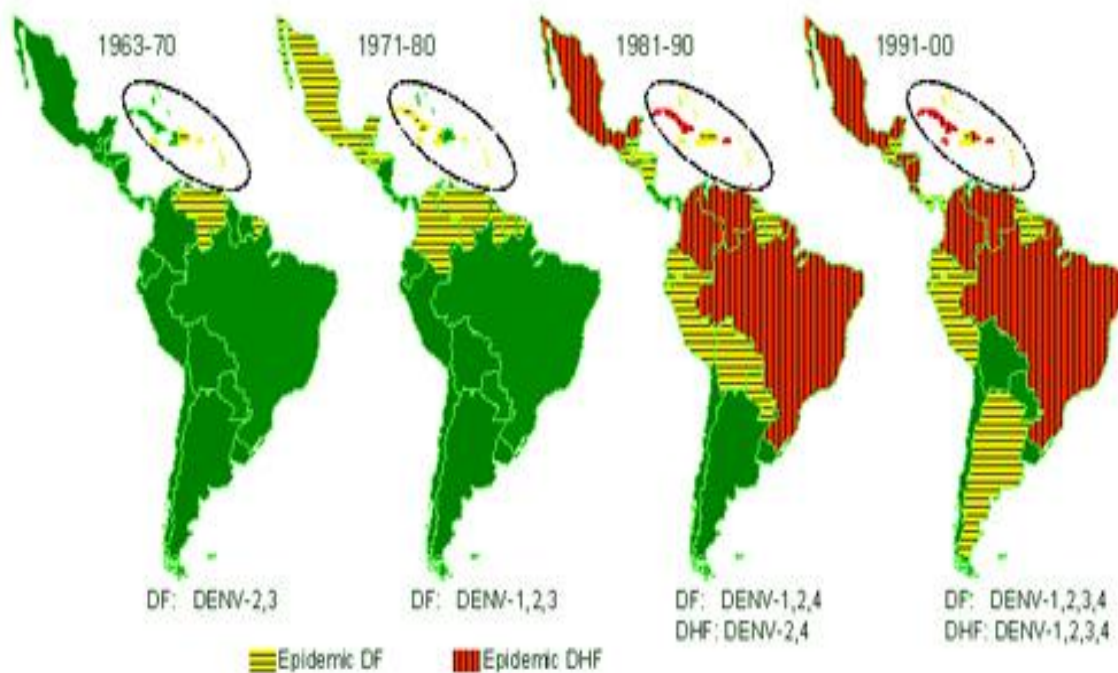 1963-70
1971-80
1981-90
1991-00
DF: DENV-2,3
DF: DENV-1,2,3
DF: DENV-1,2,4
DHF: DENV-2,4
DF: DENV-1,2,3,4
DHF: DENV-1,2,3,4
Epidemic DF
Epidemic DHF